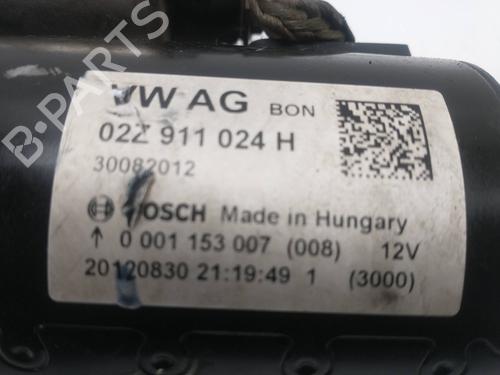 B-PARTS
VW AG BON
02Z 911 024 H
30082012
BOSCH Made in Hungary
↑ 0 001 153 007 (008) 12V
20120830 21:19:49 1 (3000)